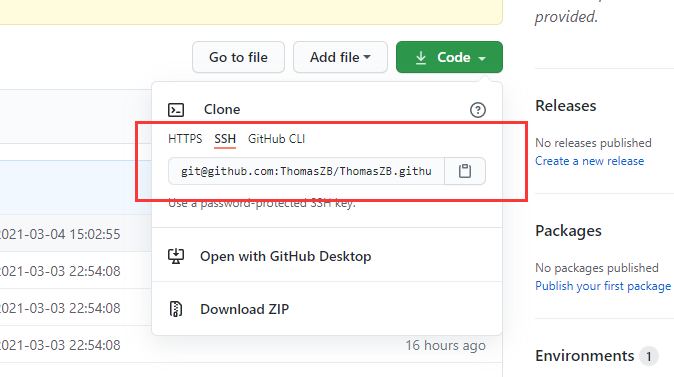 provided.
Go to file
Add file
Code
Clone
HTTPS SSH GitHub CLI
git@github.com:ThomasZB/ThomasZB.githu
Use a password-protected SSH key.
Open with GitHub Desktop
Download ZIP
2021-03-04 15:02:55
2021-03-03 22:54:08
2021-03-03 22:54:08
2021-03-03 22:54:08
16 hours ago
Releases
No releases published
Create a new release
Packages
No packages published
Publish your first package
Environments 1